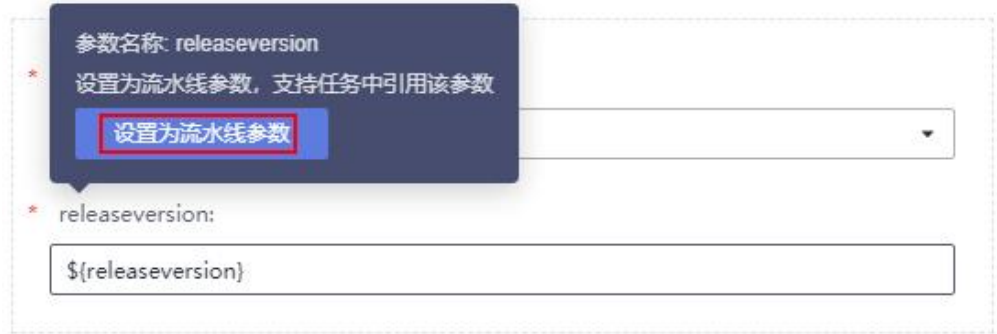 参数名称: releaseversion
* 设置为流水线参数，支持任务中引用该参数
设置为流水线参数
* releaseversion:
${releaseversion}